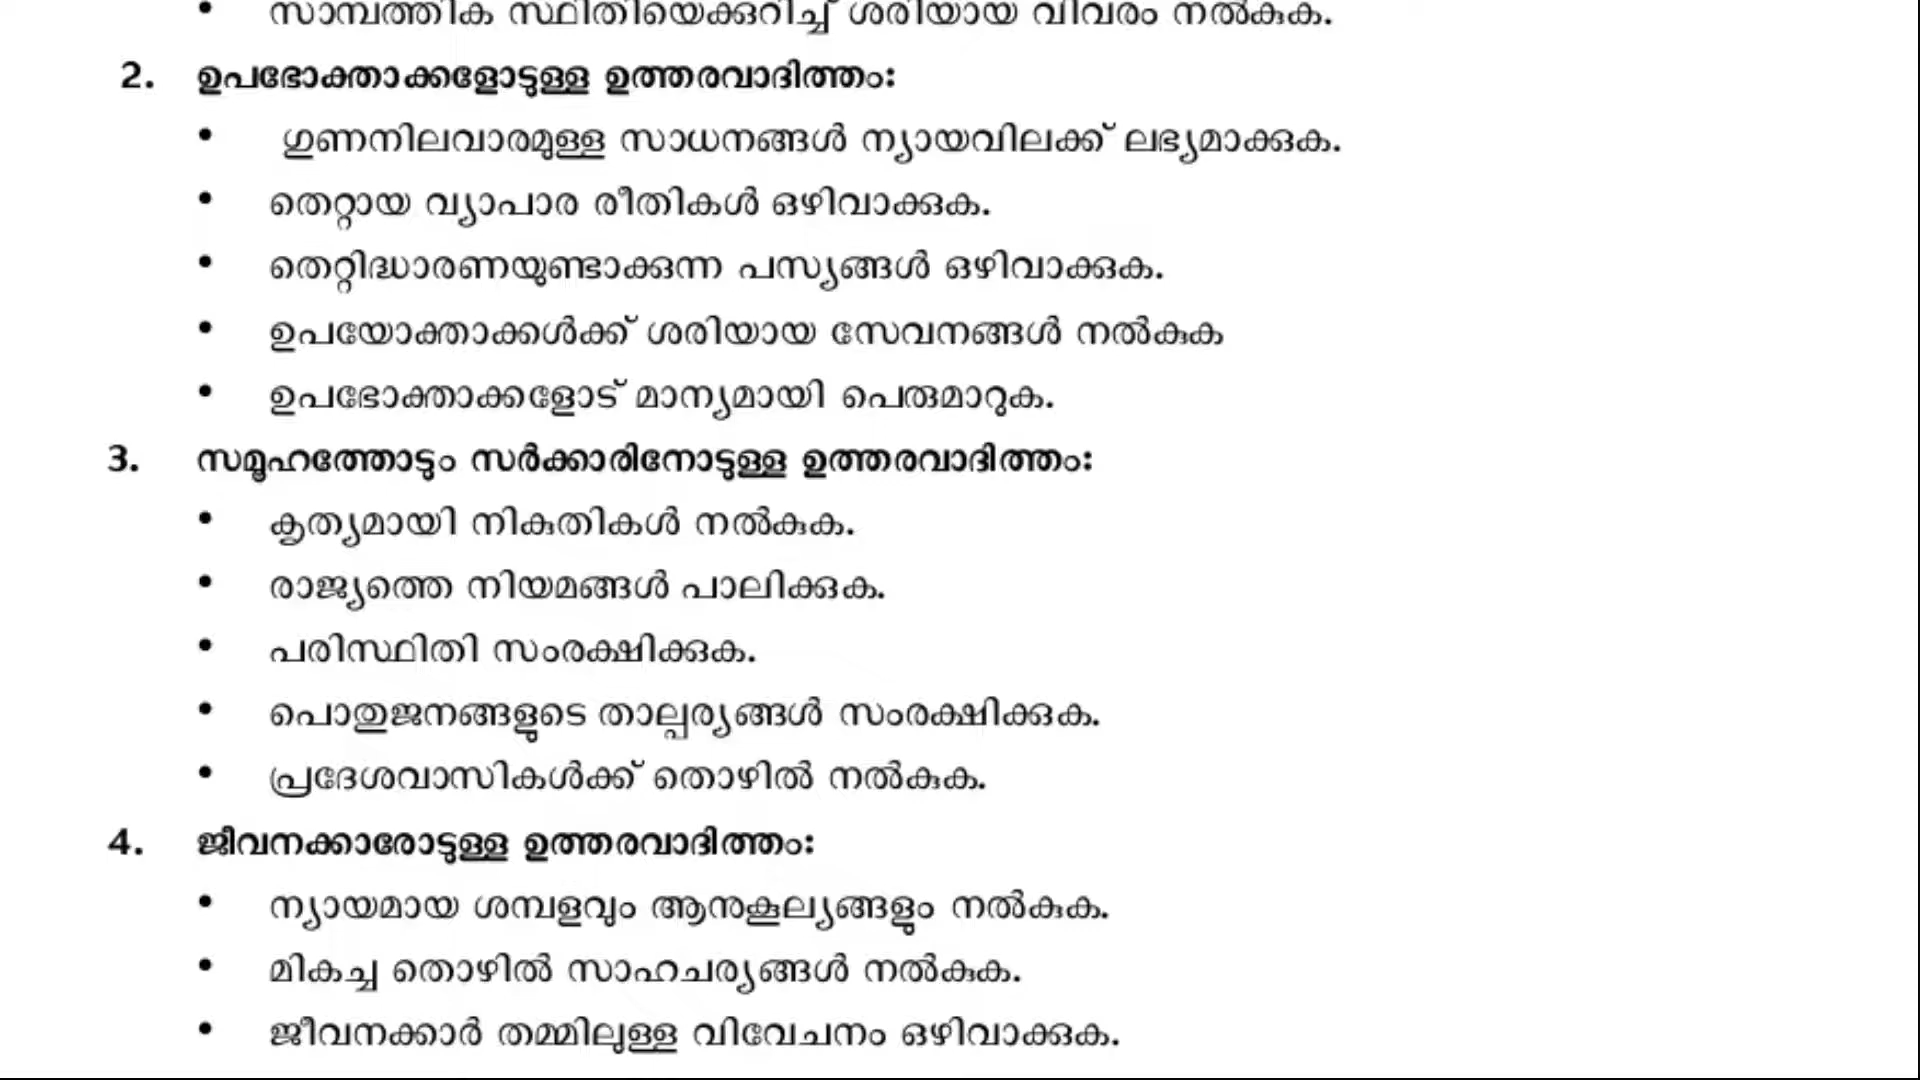 • സാമ്പത്തിക സ്ഥിതിയെക്കുറിച്ച് ശരിയായ വിവരം നൽകുക.
2. ഉപഭോക്താക്കളോടുള്ള ഉത്തരവാദിത്തം:
• ഗുണനിലവാരമുള്ള സാധനങ്ങൾ ന്യായവിലക്ക് ലഭ്യമാക്കുക.
• തെറ്റായ വ്യാപാര രീതികൾ ഒഴിവാക്കുക.
• തെറ്റിദ്ധാരണയുണ്ടാക്കുന്ന പസ്യങ്ങൾ ഒഴിവാക്കുക.
• ഉപയോക്താക്കൾക്ക് ശരിയായ സേവനങ്ങൾ നൽകുക
• ഉപഭോക്താക്കളോട് മാന്യമായി പെരുമാറുക.
3. സമൂഹത്തോടും സർക്കാരിനോടുള്ള ഉത്തരവാദിത്തം:
• കൃത്യമായി നികുതികൾ നൽകുക.
• രാജ്യത്തെ നിയമങ്ങൾ പാലിക്കുക.
• പരിസ്ഥിതി സംരക്ഷിക്കുക.
• പൊതുജനങ്ങളുടെ താല്പര്യങ്ങൾ സംരക്ഷിക്കുക.
• പ്രദേശവാസികൾക്ക് തൊഴിൽ നൽകുക.
4. ജീവനക്കാരോടുള്ള ഉത്തരവാദിത്തം:
• ന്യായമായ ശമ്പളവും ആനുകൂല്യങ്ങളും നൽകുക.
• മികച്ച തൊഴിൽ സാഹചര്യങ്ങൾ നൽകുക.
• ജീവനക്കാർ തമ്മിലുള്ള വിവേചനം ഒഴിവാക്കുക.